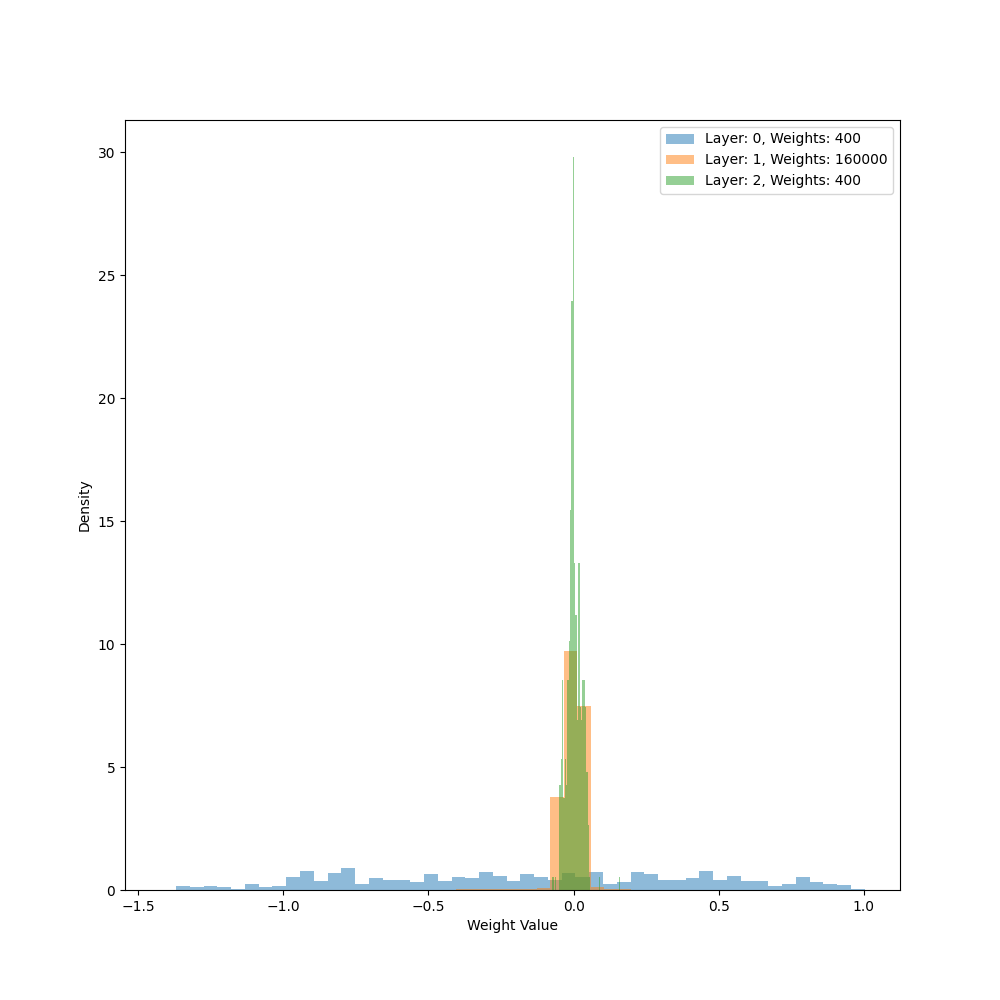 Layer: 0, Weights: 400
Layer: 1, Weights: 160000
Layer: 2, Weights: 400
30
25
20
15
10
5
0
Density
−1.5 −1.0 −0.5 0.0 0.5 1.0
Weight Value